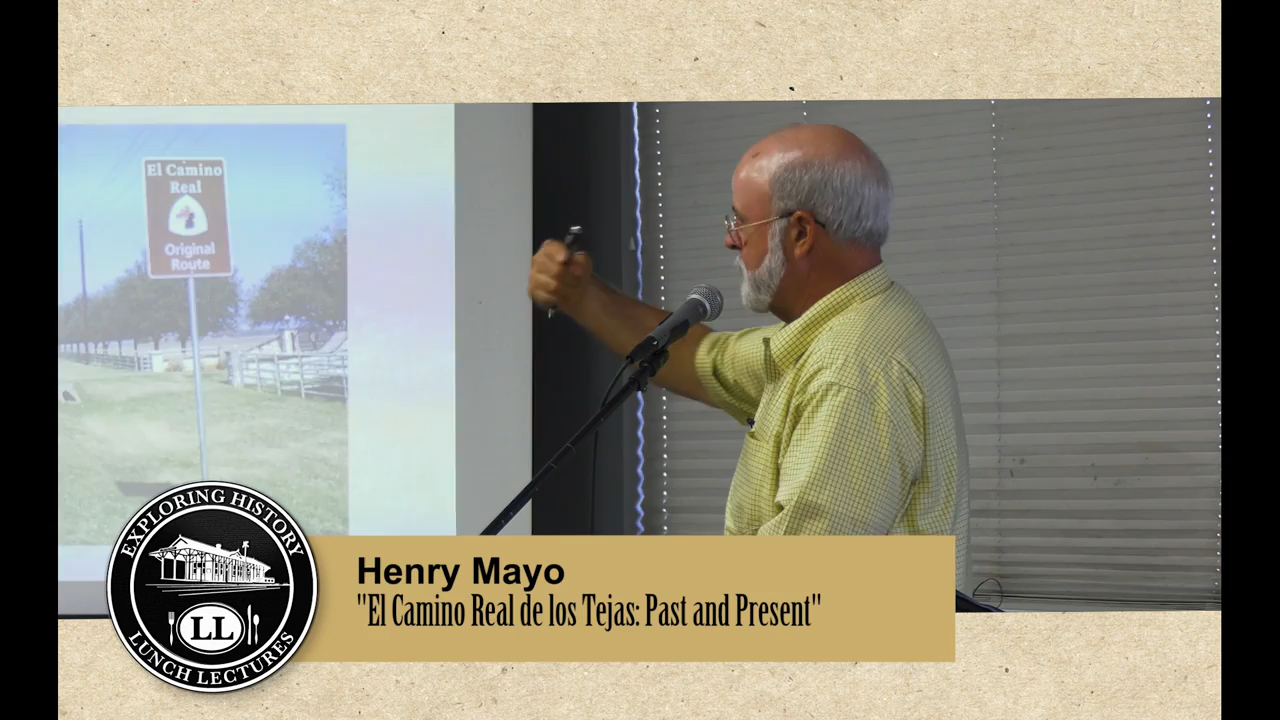 El Camino
Real
Original
Route
EXPLORING HISTORY
LL
LUNCH LECTURES
Henry Mayo
"El Camino Real de los Tejas: Past and Present"